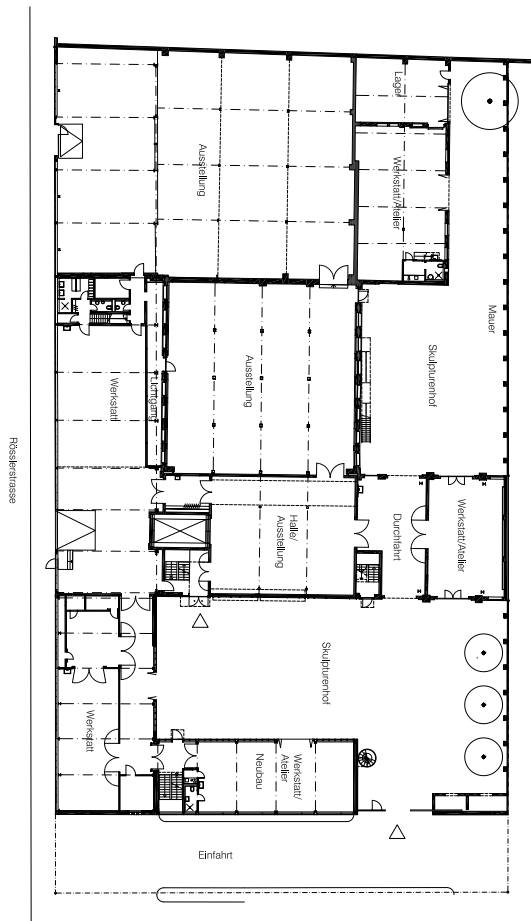 Lager
Ausstellung
Werkstatt/Atelier
Mauer
Skulpturenhof
Ausstellung
Werkstatt
Lichtgang
Rösslerstrasse
Halle/
Ausstellung
Durchfahrt
Werkstatt/Atelier
Skulpturenhof
Werkstatt
Werkstatt/
Atelier
Neubau
Einfahrt